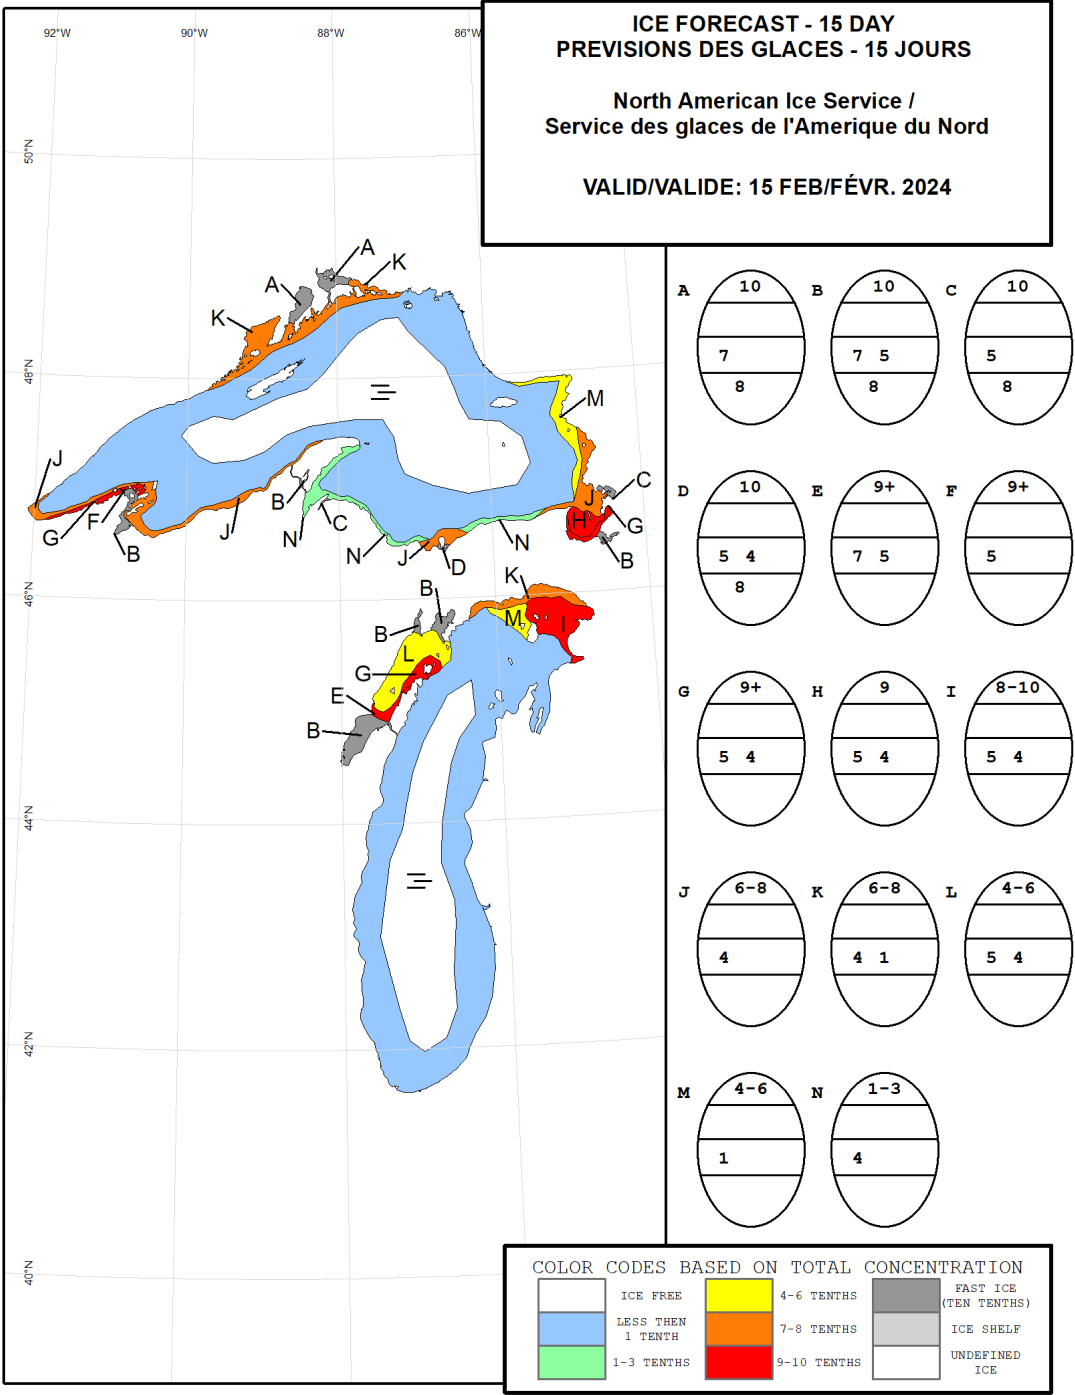 ICE FORECAST - 15 DAY
PREVISIONS DES GLACES - 15 JOURS
North American Ice Service /
Service des glaces de l'Amerique du Nord
VALID/VALIDE: 15 FEB/FÉVR. 2024
92°W 90°W 88°W 86°W
50°N
48°N
46°N
44°N
42°N
40°N
A
K
A
K
M
J
C
B
J
G
F
C
H
G
B
J
N
N
N
B
J
D
K
B
B
M
I
L
G
E
B
A 10
7
8
B 10
7 5
8
C 10
5
8
D 10
5 4
8
E 9+
7 5
F 9+
5
G 9+
5 4
H 9
5 4
I 8-10
5 4
J 6-8
4
K 6-8
4 1
L 4-6
5 4
M 4-6
1
N 1-3
4
COLOR CODES BASED ON TOTAL CONCENTRATION
ICE FREE
LESS THEN
1 TENTH
1-3 TENTHS
4-6 TENTHS
7-8 TENTHS
9-10 TENTHS
FAST ICE
(TEN TENTHS)
ICE SHELF
UNDEFINED
ICE